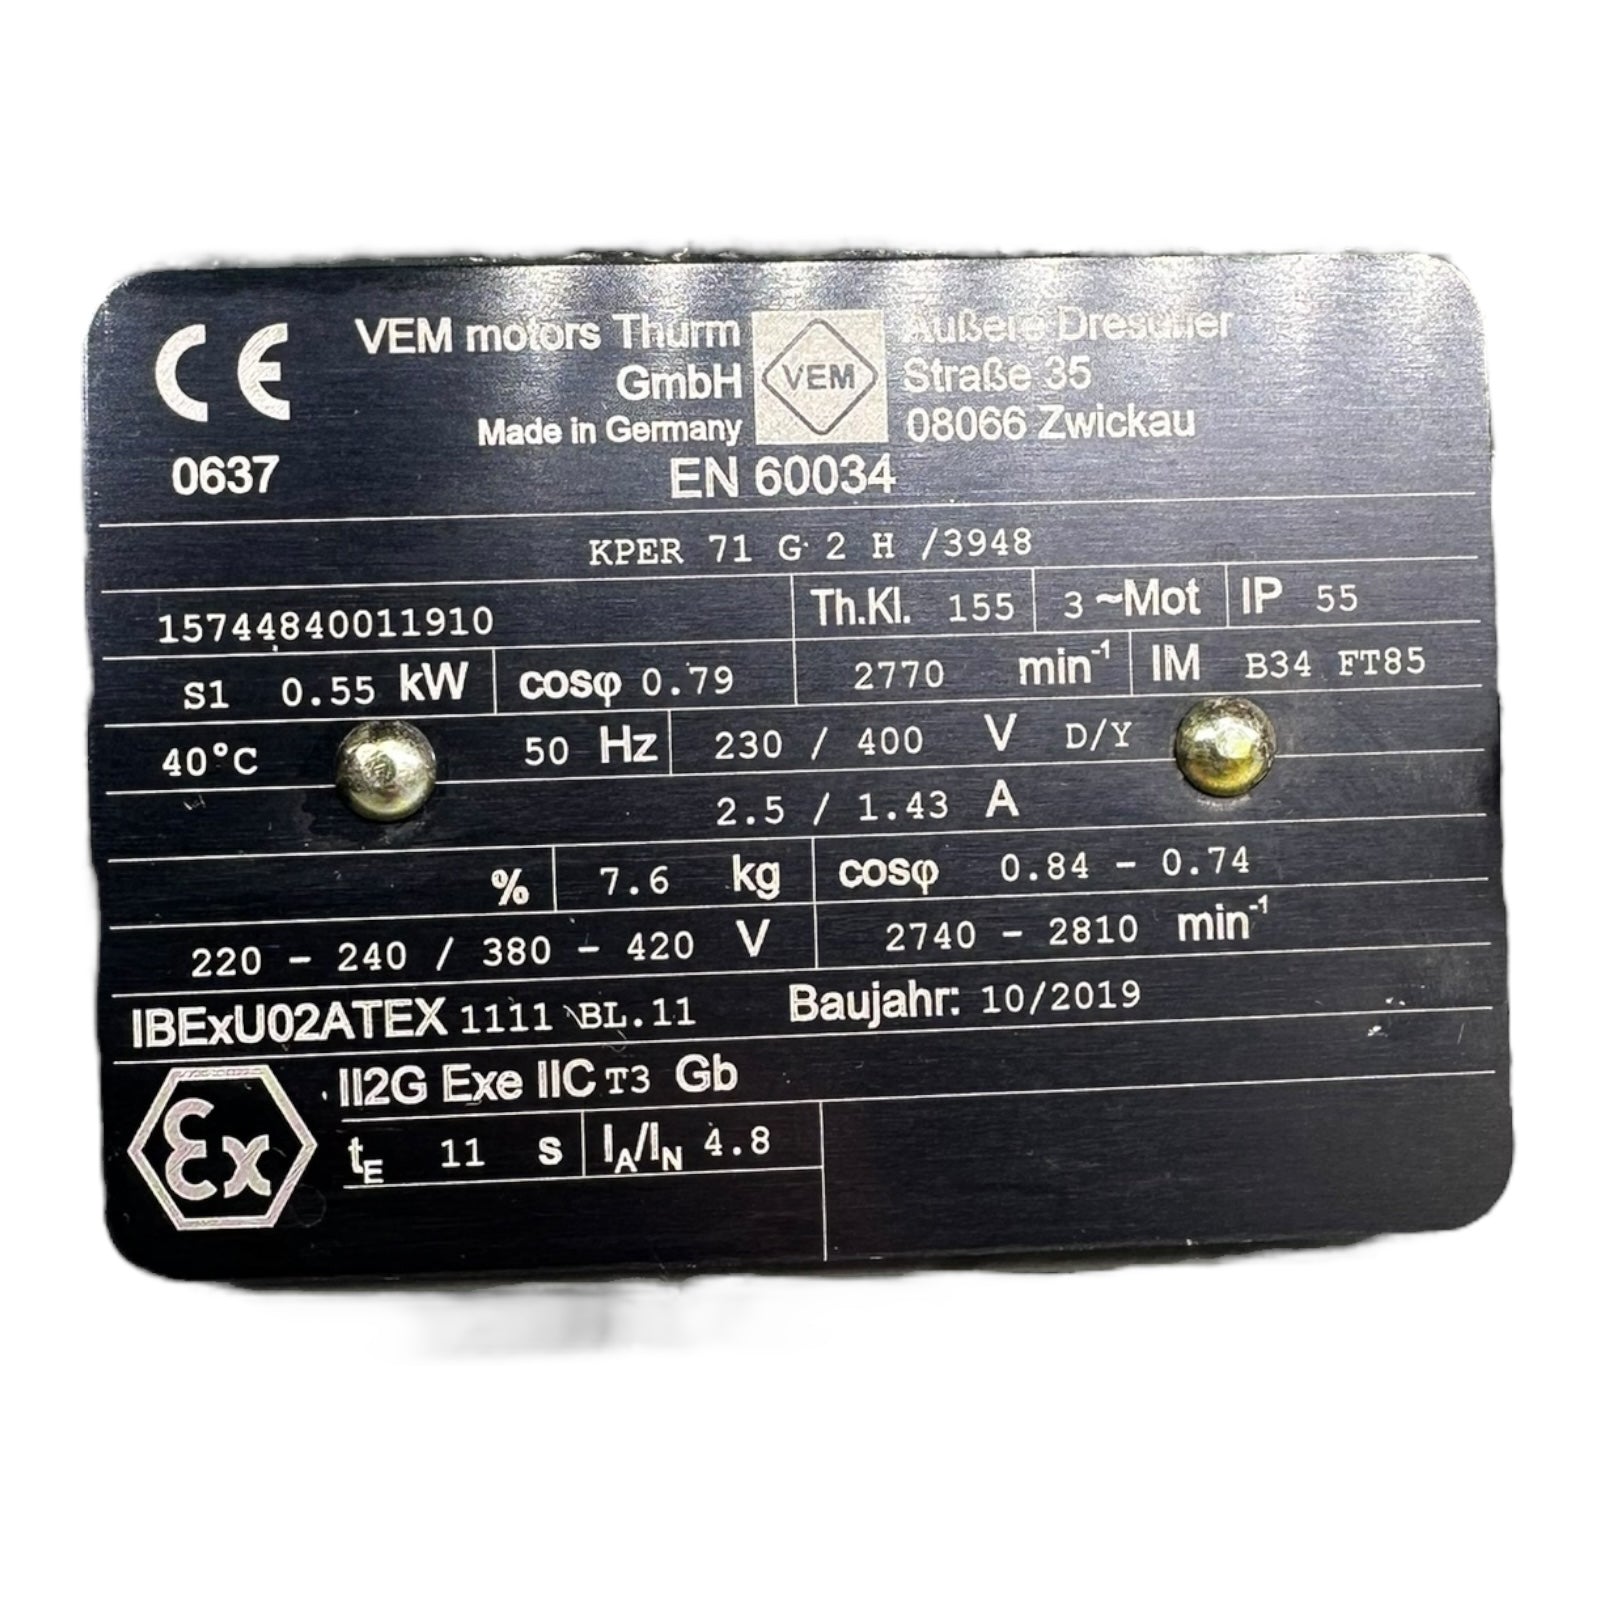 CE
0637
VEM motors Thurm
GmbH
Made in Germany
VEM
Äußere Dresdner
Straße 35
08066 Zwickau
EN 60034
KPER 71 G 2 H /3948
15744840011910 Th.Kl. 155 3 ~Mot IP 55
S1 0.55 kW cosφ 0.79 2770 min-1 IM B34 FT85
40°C 50 Hz 230 / 400 V D/Y
2.5 / 1.43 A
% 7.6 kg cosφ 0.84 - 0.74
220 - 240 / 380 - 420 V 2740 - 2810 min-1
IBExU02ATEX 1111 BL.11 Baujahr: 10/2019
Ex II2G Exe IIC T3 Gb
tE 11 s IA/IN 4.8